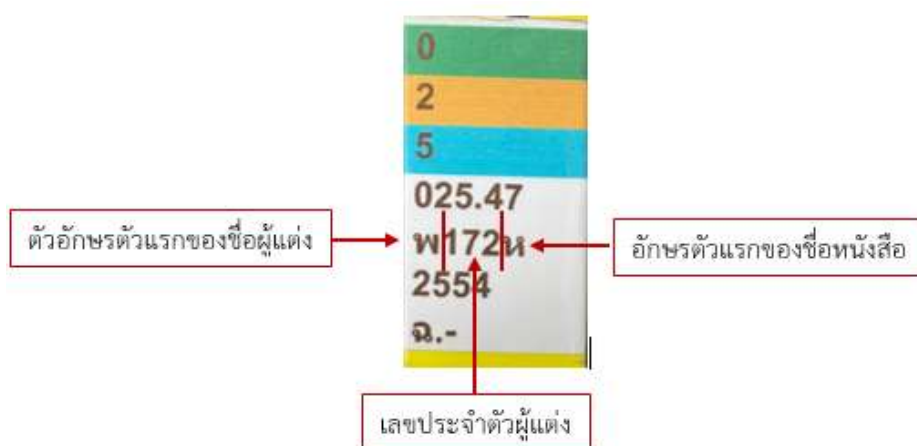 0
2
5
025.47
ตัวอักษรตัวแรกของชื่อผู้แต่ง
พ172ห
อักษรตัวแรกของชื่อหนังสือ
2554
ฉ.-
เลขประจำตัวผู้แต่ง